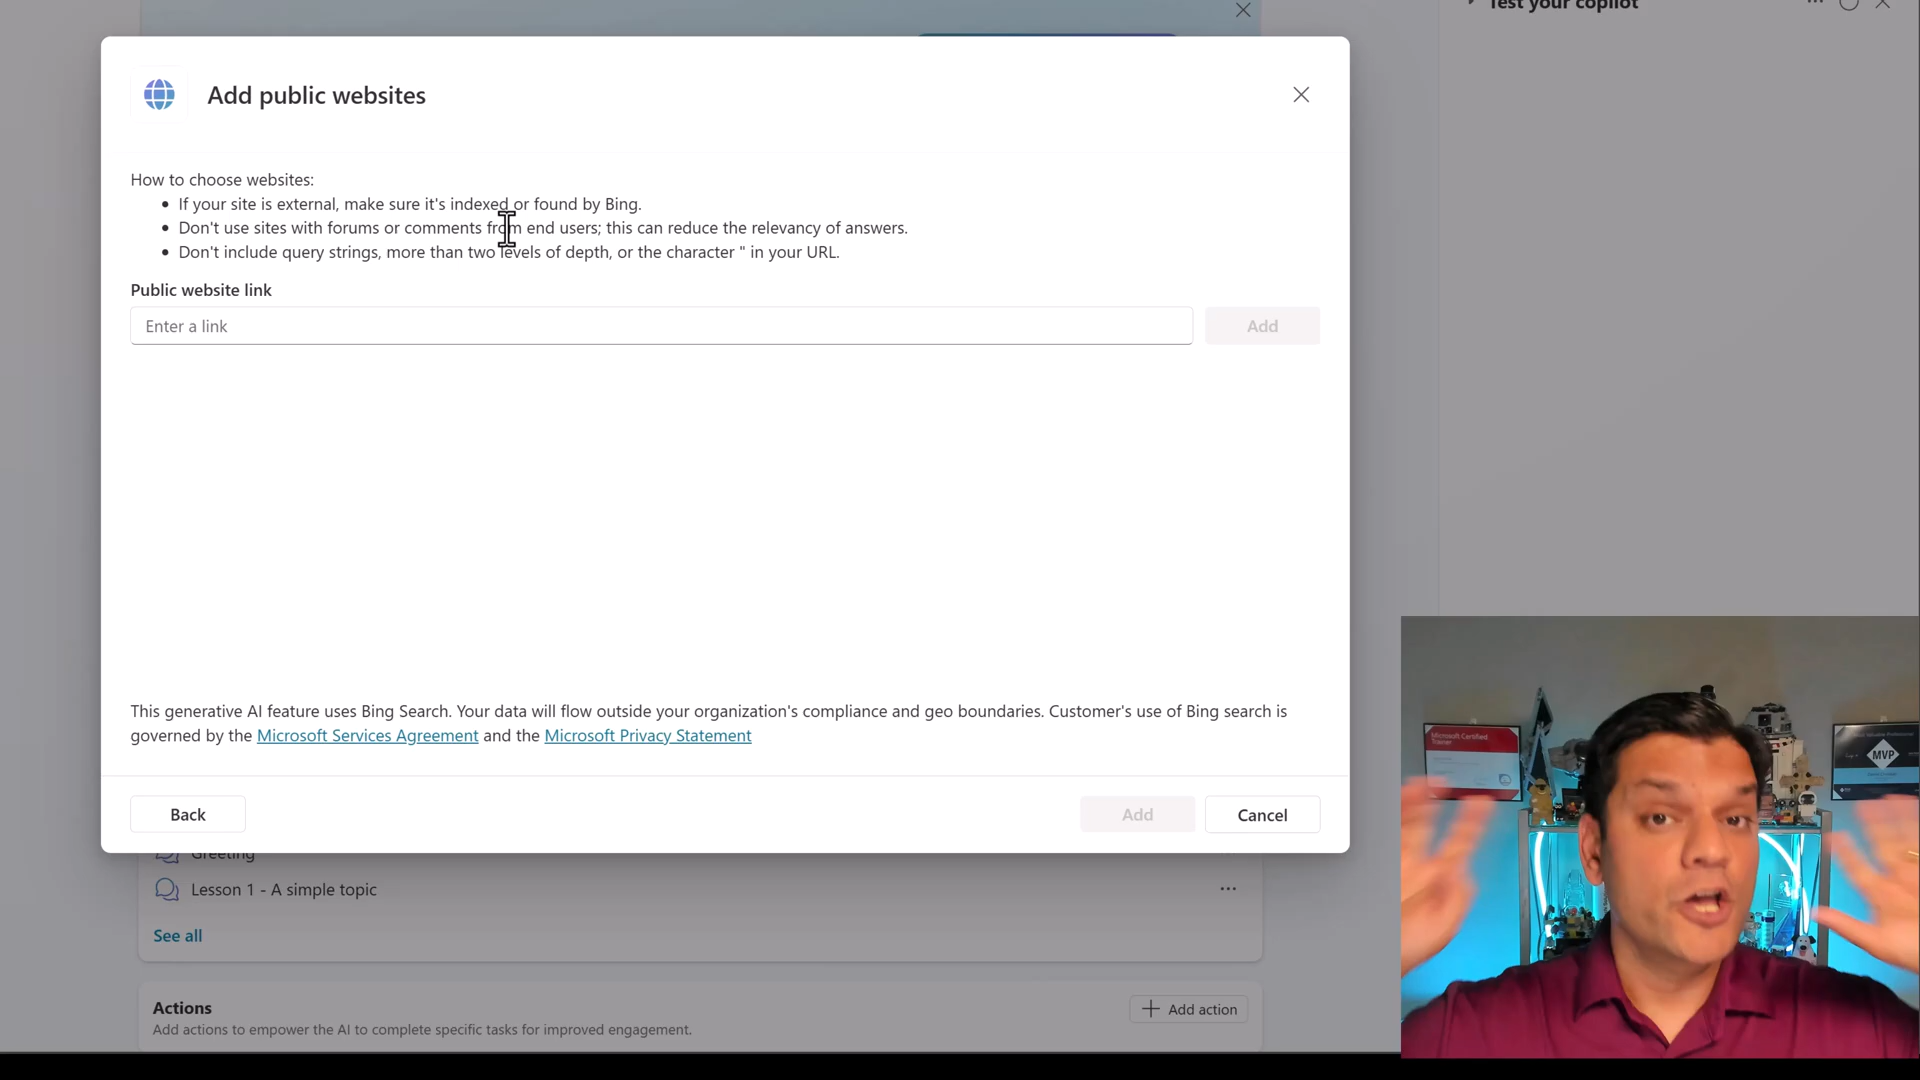 Test your copilot
Add public websites
How to choose websites:
• If your site is external, make sure it's indexed or found by Bing.
• Don't use sites with forums or comments from end users; this can reduce the relevancy of answers.
• Don't include query strings, more than two levels of depth, or the character " in your URL.
Public website link
Enter a link
Add
This generative AI feature uses Bing Search. Your data will flow outside your organization's compliance and geo boundaries. Customer's use of Bing search is
governed by the Microsoft Services Agreement and the Microsoft Privacy Statement
Back
Add
Cancel
Greeting
Lesson 1 - A simple topic
See all
Actions
Add action
Add actions to empower the AI to complete specific tasks for improved engagement.
Microsoft Certified
Trainer
MVP